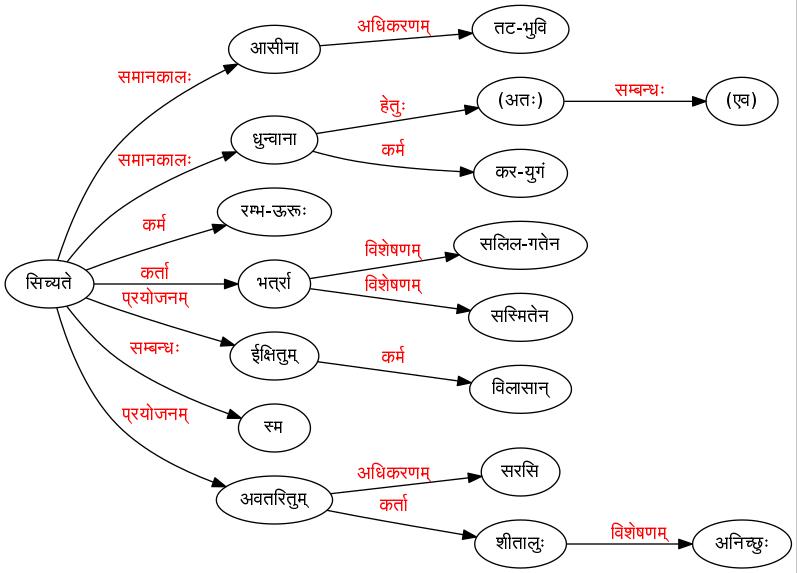 तट-भुवि
अधिकरणम्
आसीना
समानकालः
हेतुः
(अतः)
सम्बन्धः
(एव)
धुन्वाना
समानकालः
कर्म
कर-युगं
कर्म
रम्भ-ऊरूः
विशेषणम्
सलिल-गतेन
सिच्यते
कर्ता
भर्त्रा
विशेषणम्
सस्मितेन
प्रयोजनम्
ईक्षितुम्
कर्म
विलासान्
सम्बन्धः
स्म
प्रयोजनम्
अवतरितुम्
अधिकरणम्
सरसि
कर्ता
शीतालुः
विशेषणम्
अनिच्छुः